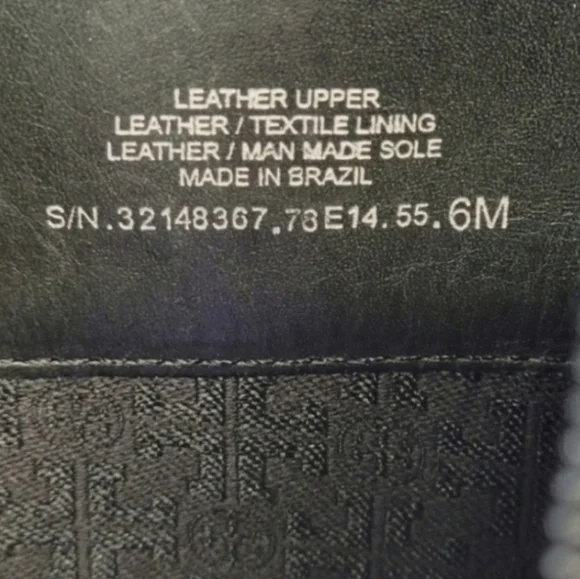 LEATHER UPPER
LEATHER / TEXTILE LINING
LEATHER / MAN MADE SOLE
MADE IN BRAZIL
S/N.32148367.78E14.55.6M